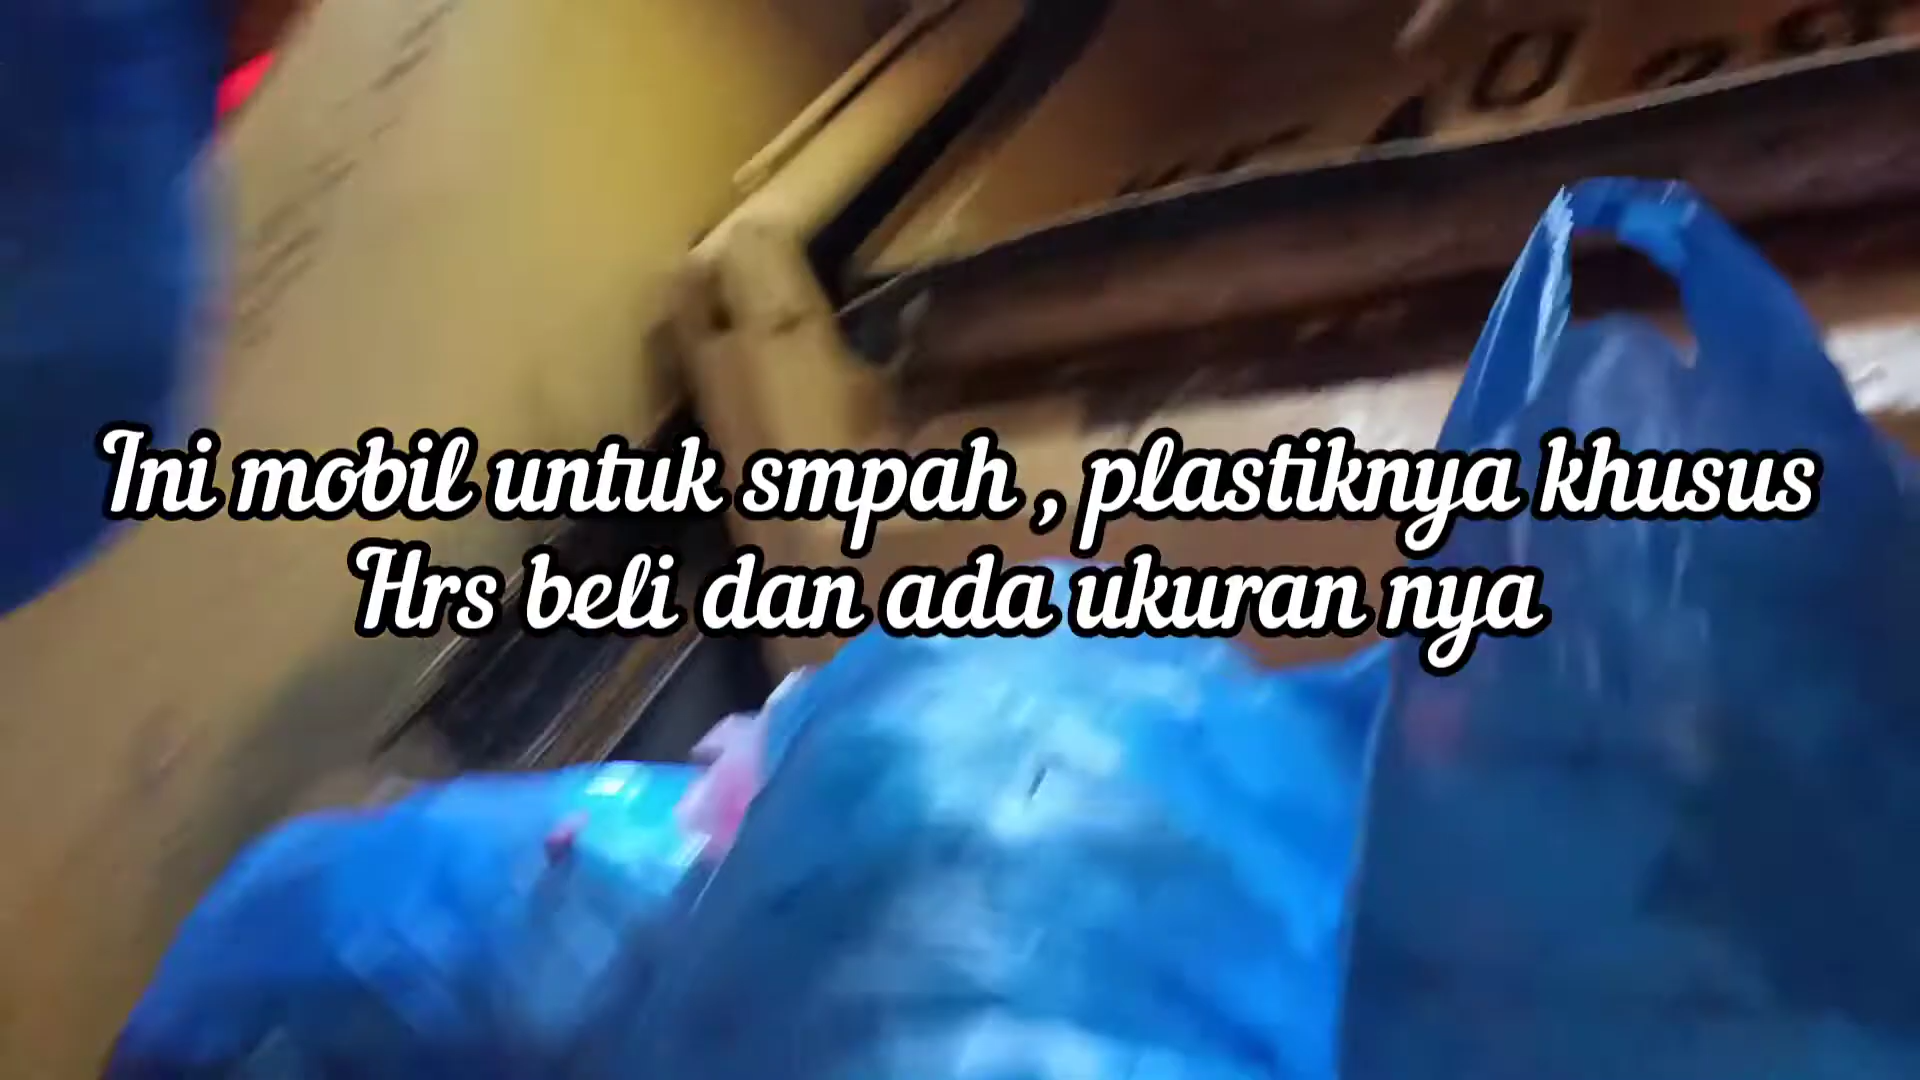 Ini mobil untuk smpah , plastiknya khusus
Hrs beli dan ada ukuran nya